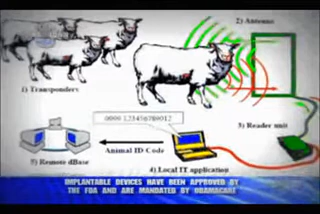 2) Antenna
1) Transponders
0000 123456789012
3) Reader unit
Animal ID Code
5) Remote dBase
4) Local IT application
IMPLANTABLE DEVICES HAVE BEEN APPROVED BY
THE FDA AND ARE MANDATED BY OBAMACARE